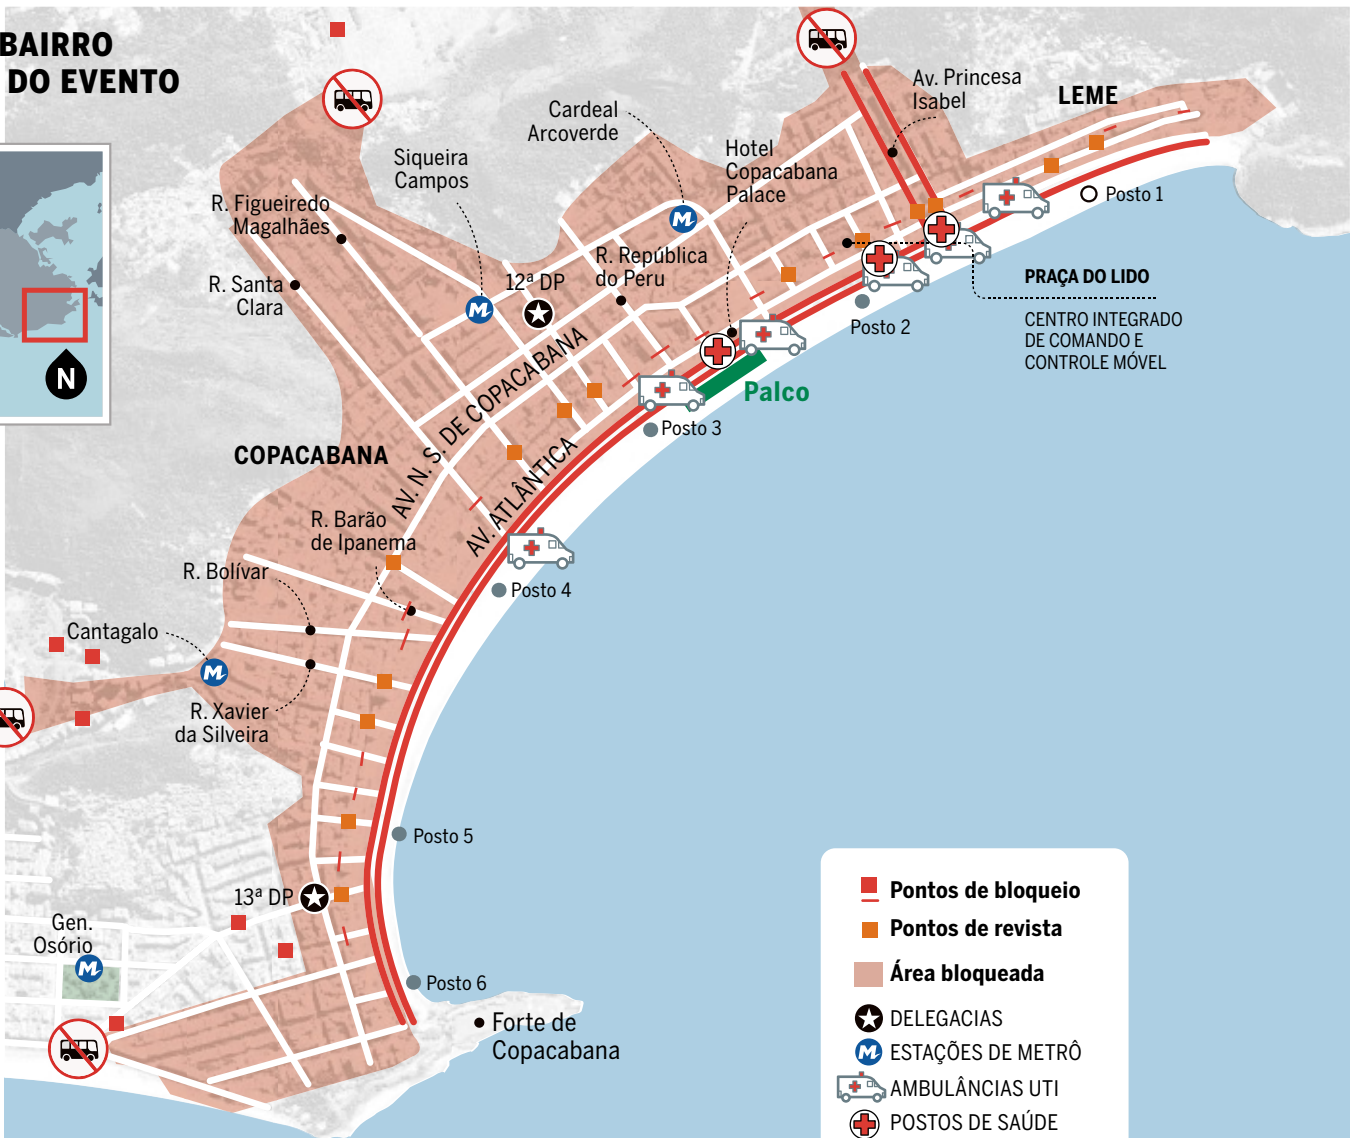 BAIRRO
DO EVENTO
N
Av. Princesa
Isabel
LEME
Cardeal
Arcoverde
Hotel
Copacabana
Palace
Siqueira
Campos
Posto 1
R. Figueiredo
Magalhães
R. República
do Peru
12ª DP
R. Santa
Clara
PRAÇA DO LIDO
CENTRO INTEGRADO
DE COMANDO E
CONTROLE MÓVEL
Posto 2
Palco
Posto 3
AV. N. S. DE COPACABANA
COPACABANA
AV. ATLÂNTICA
R. Barão
de Ipanema
R. Bolívar
Posto 4
Cantagalo
R. Xavier
da Silveira
Posto 5
13ª DP
Gen.
Osório
Posto 6
Forte de
Copacabana
Pontos de bloqueio
Pontos de revista
Área bloqueada
DELEGACIAS
ESTAÇÕES DE METRÔ
AMBULÂNCIAS UTI
POSTOS DE SAÚDE